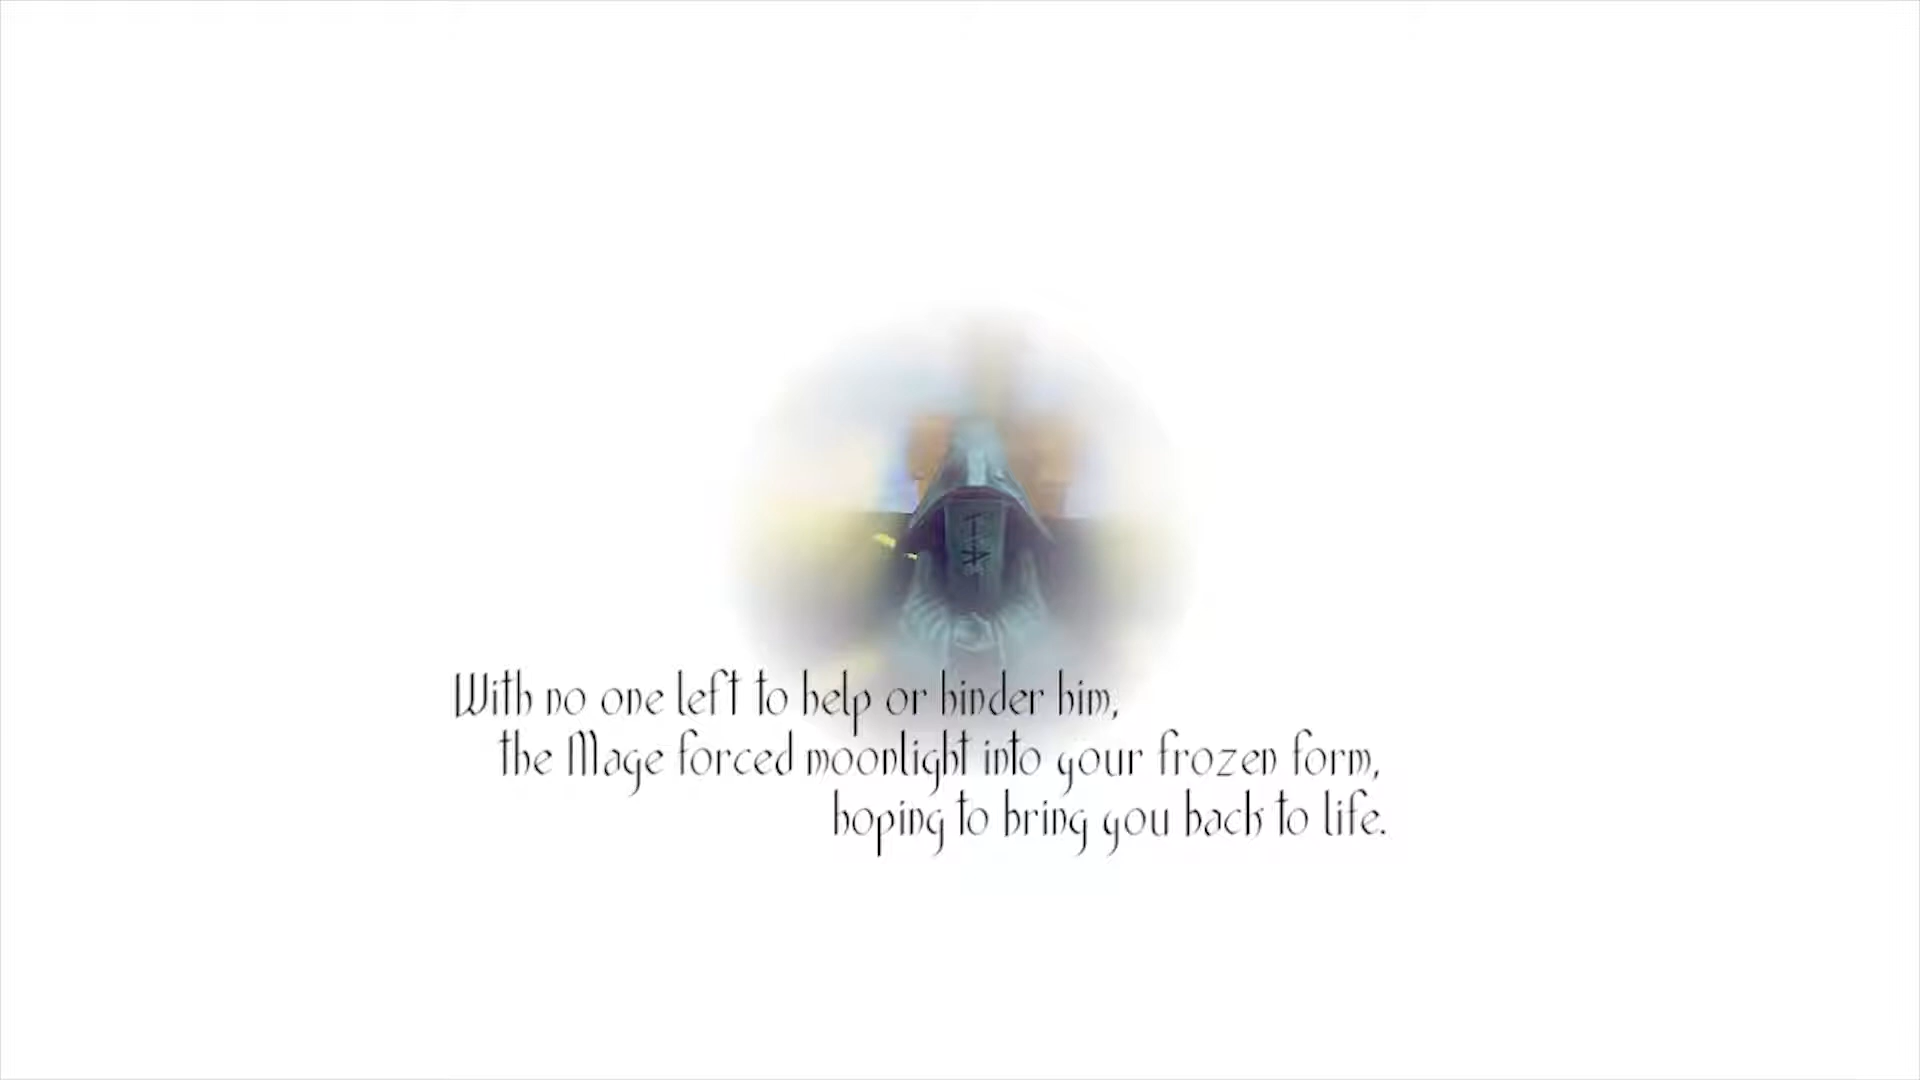 With no one left to help or hinder him,
the Mage forced moonlight into your frozen form,
hoping to bring you back to life.